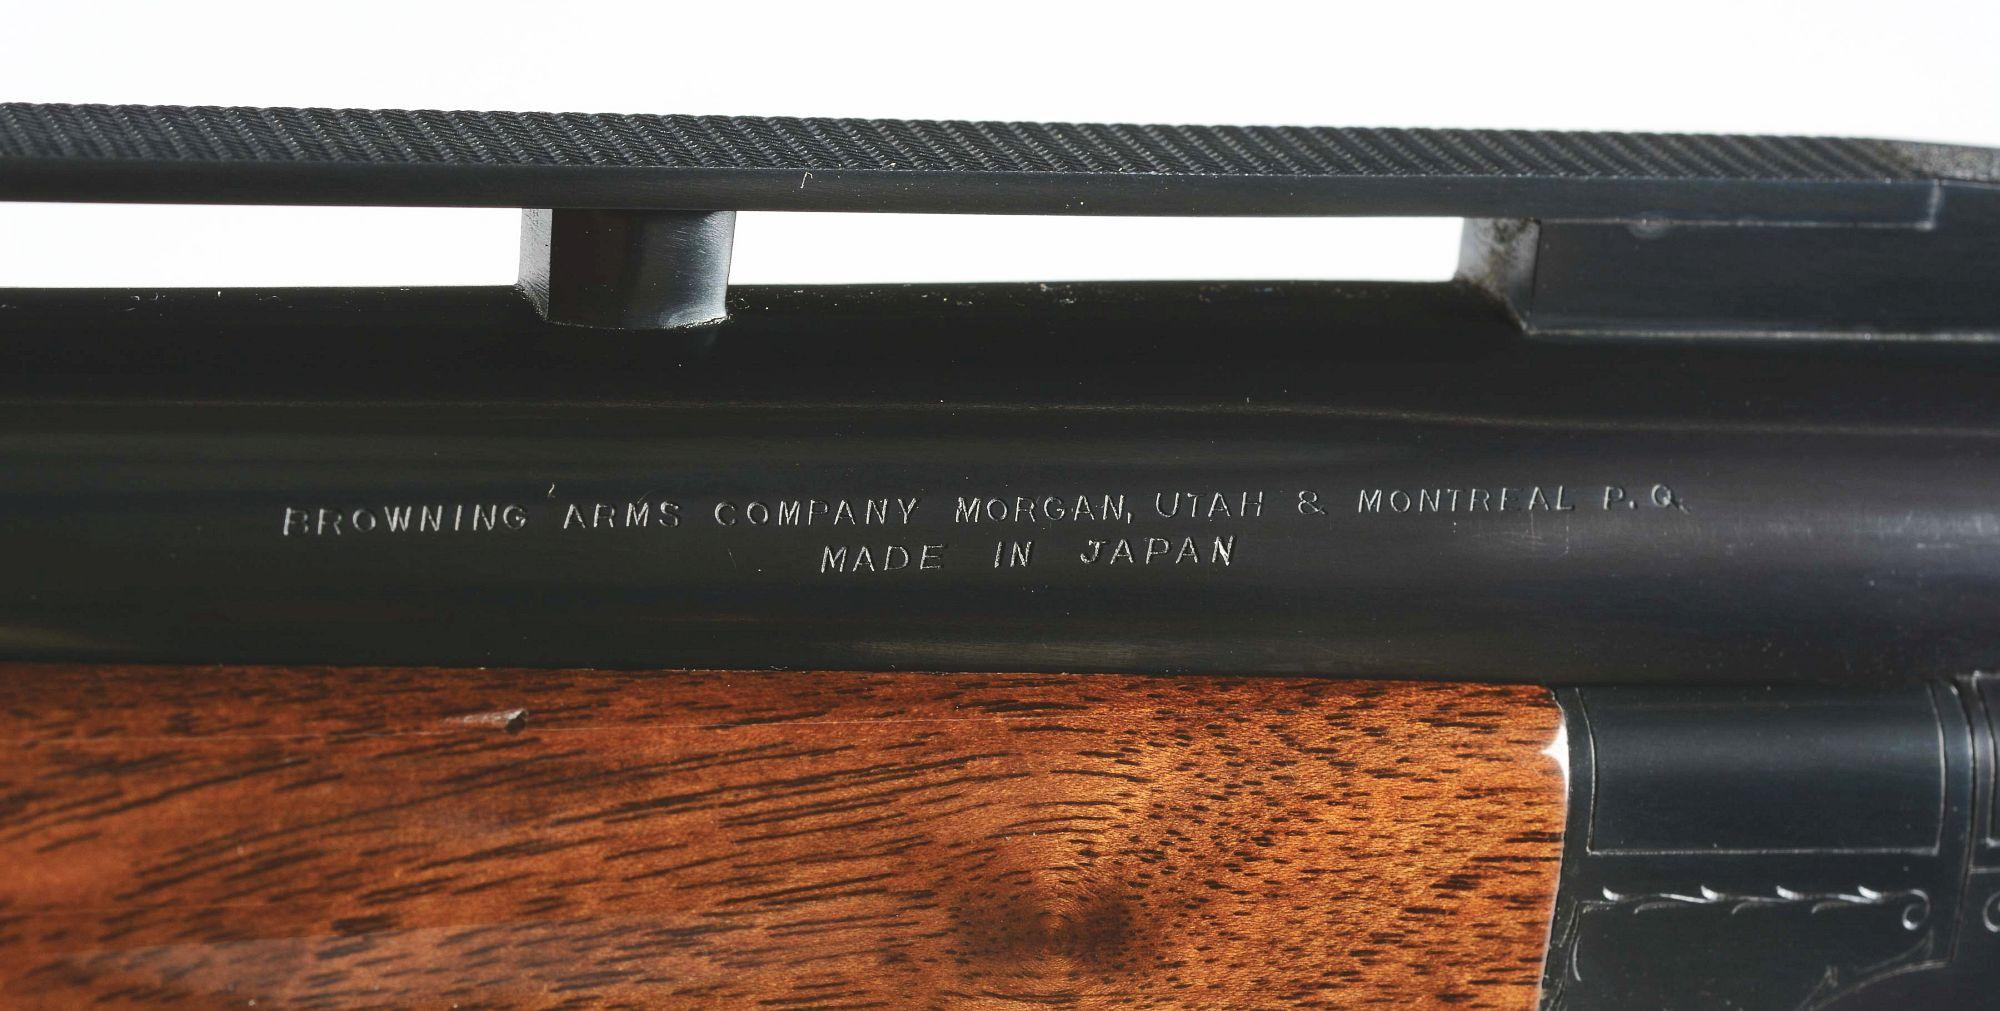 BROWNING ARMS COMPANY MORGAN, UTAH & MONTREAL P.Q.
MADE IN JAPAN